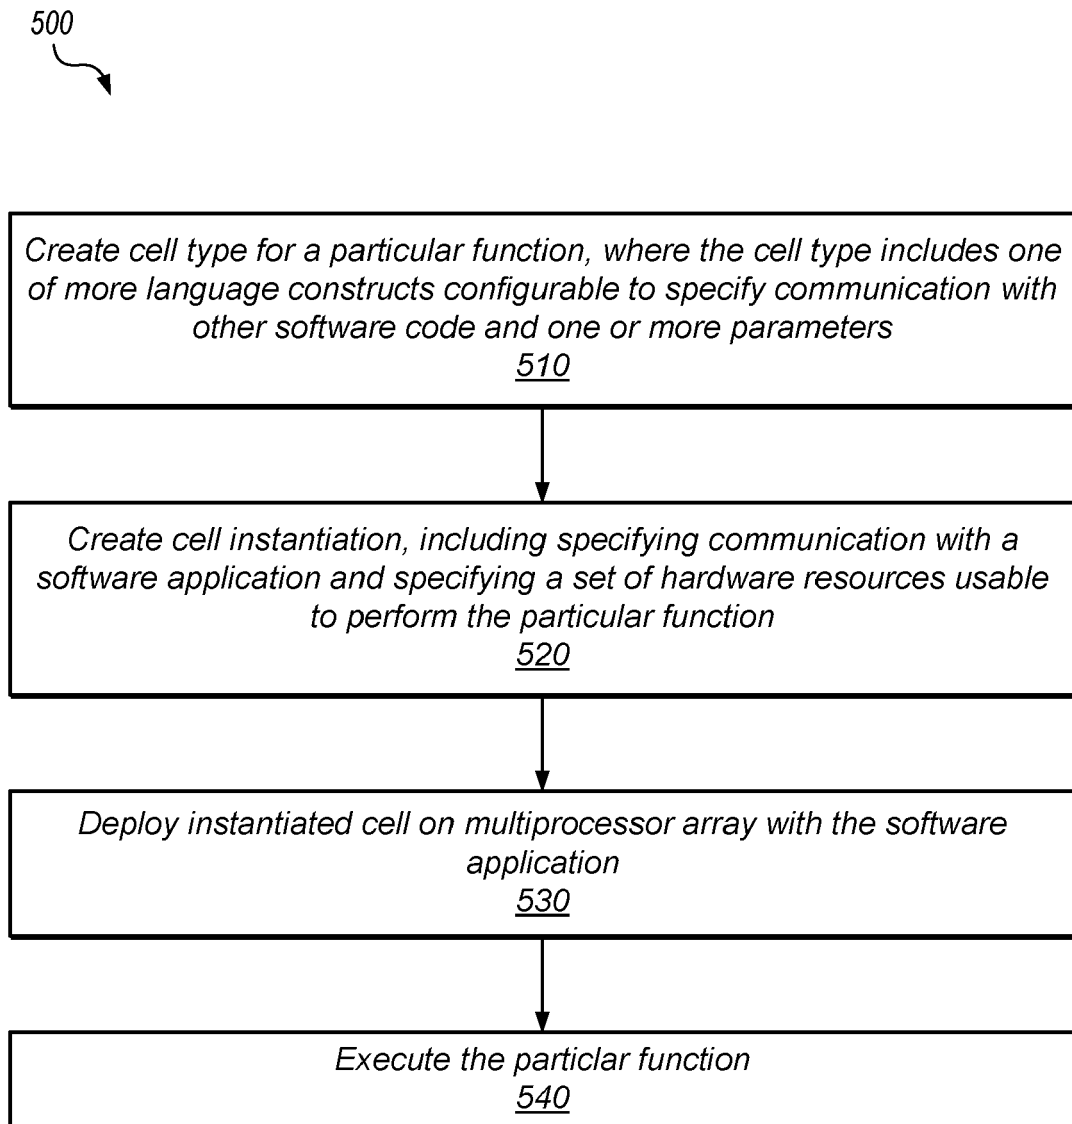 500
Create cell type for a particular function, where the cell type includes one
of more language constructs configurable to specify communication with
other software code and one or more parameters
510
Create cell instantiation, including specifying communication with a
software application and specifying a set of hardware resources usable
to perform the particular function
520
Deploy instantiated cell on multiprocessor array with the software
application
530
Execute the particlar function
540